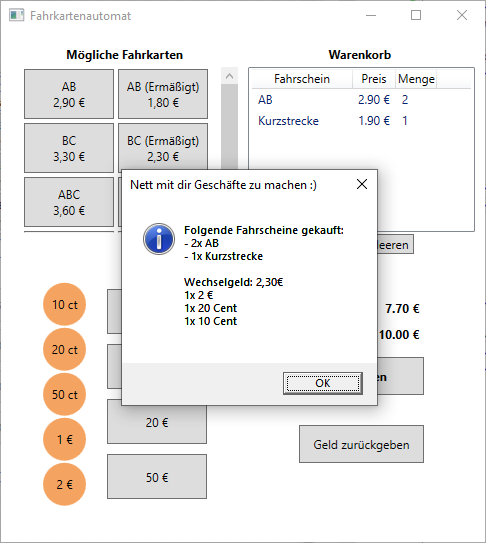 Fahrkartenautomat
Mögliche Fahrkarten
Warenkorb
AB
2,90 €
AB (Ermäßigt)
1,80 €
BC
3,30 €
BC (Ermäßigt)
2,30 €
ABC
3,60 €
Fahrschein Preis Menge
AB 2.90 € 2
Kurzstrecke 1.90 € 1
Nett mit dir Geschäfte zu machen :)
Folgende Fahrscheine gekauft:
- 2x AB
- 1x Kurzstrecke
Wechselgeld: 2,30€
1x 2 €
1x 20 Cent
1x 10 Cent
OK
10 ct
20 ct
50 ct
1 €
2 €
20 €
50 €
7.70 €
10.00 €
Geld zurückgeben